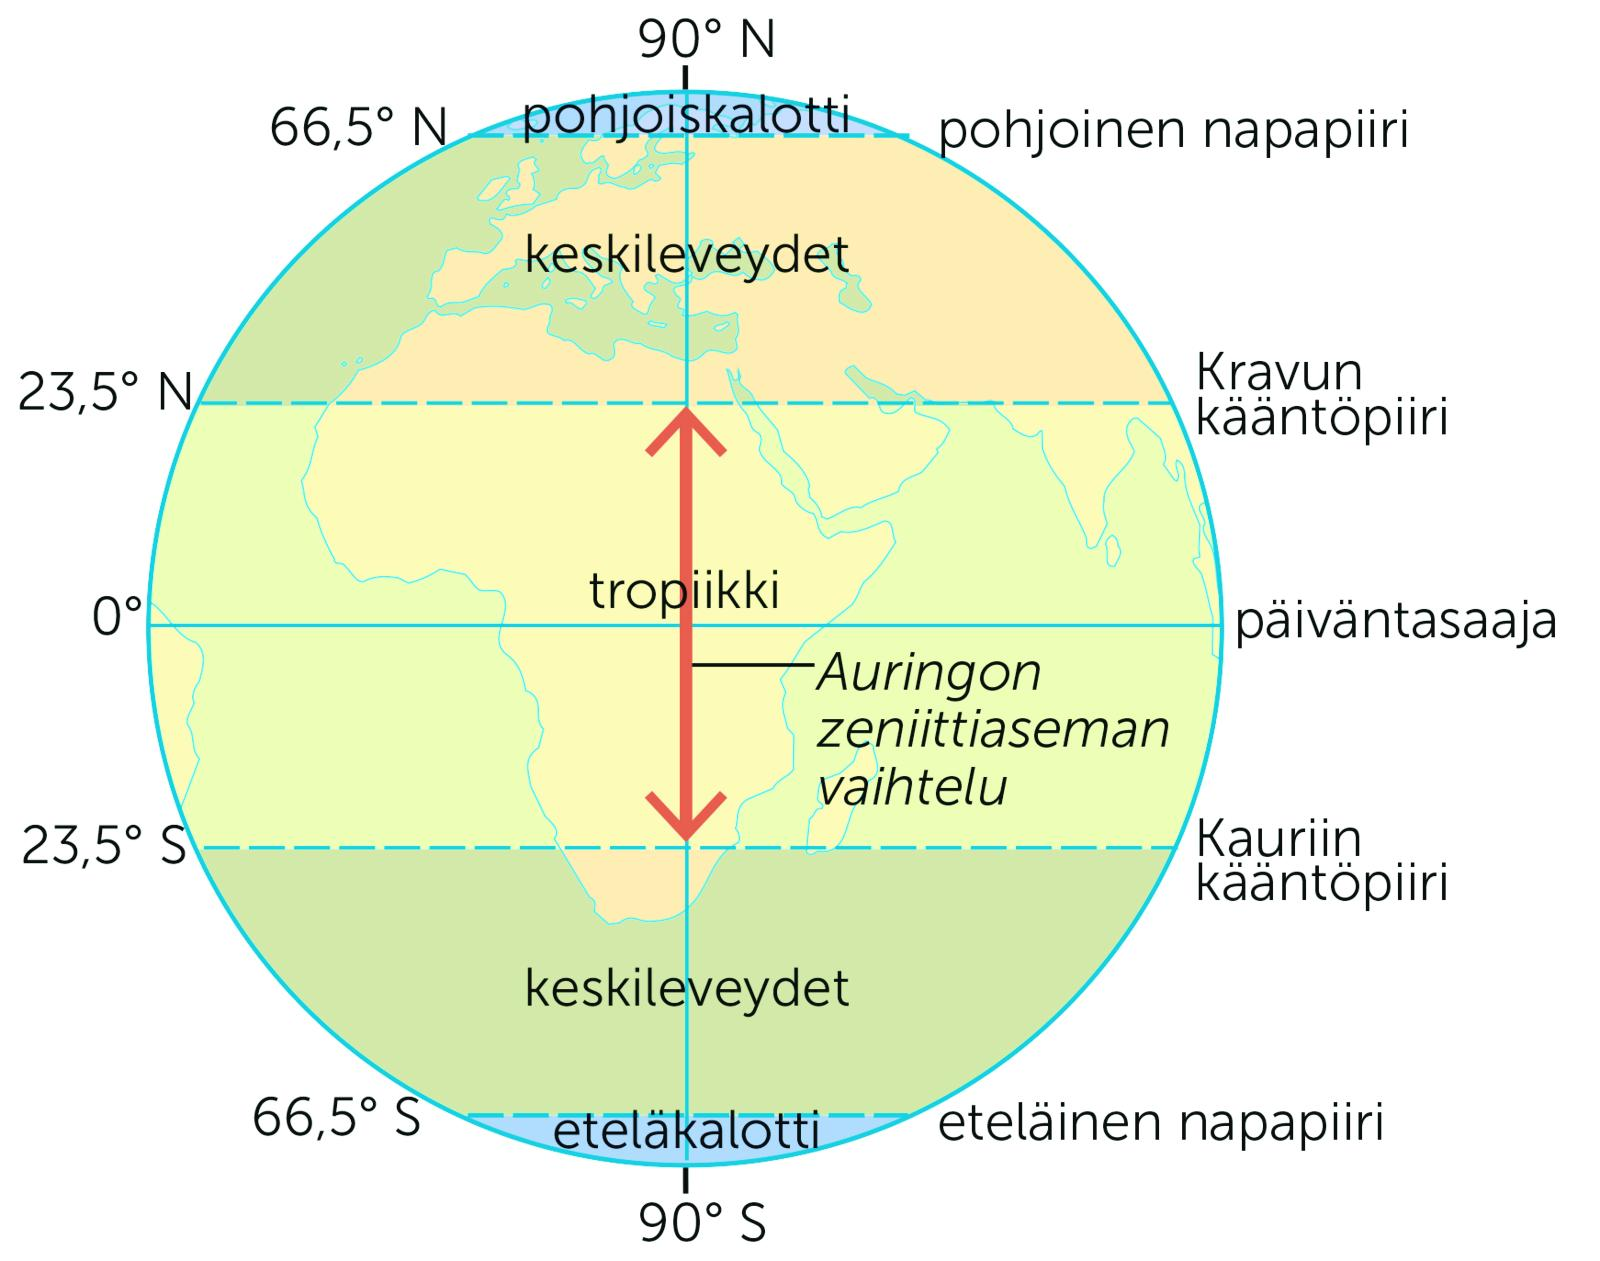 90° N
66,5° N
pohjoiskalotti
pohjoinen napapiiri
keskileveydet
23,5° N
Kravun
kääntöpiiri
tropiikki
0°
päiväntasaaja
Auringon
zeniittiaseman
vaihtelu
23,5° S
Kauriin
kääntöpiiri
keskileveydet
66,5° S
eteläkalotti
eteläinen napapiiri
90° S